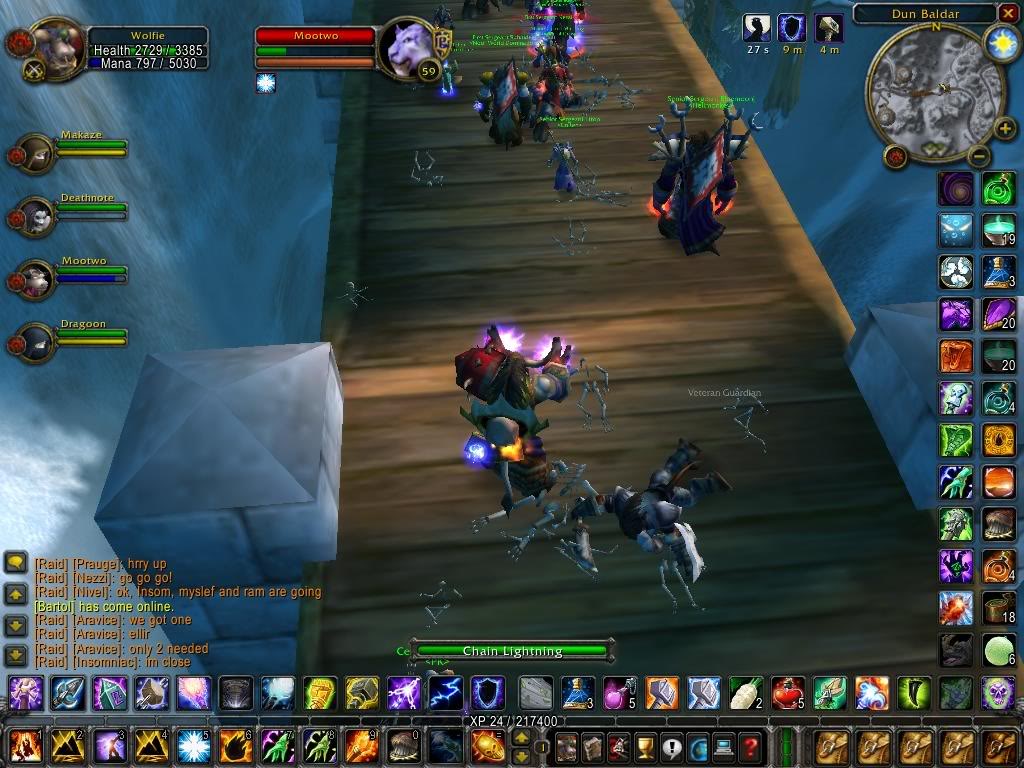 Wolfie
Health 2729 / 3385
Mana 797 / 5030
Mootwo
59
27 s
9 m
4 m
Dun Baldar
N
Makaze
Deathnote
Mootwo
Dragoon
Veteran Guardian
[Raid] [Prauge]: hrry up
[Raid] [Nezzi]: go go go!
[Raid] [Nivel]: ok, Insom, myslef and ram are going
[Bartol] has come online.
[Raid] [Aravice]: we got one
[Raid] [Aravice]: ellir
[Raid] [Aravice]: only 2 needed
[Raid] [Insomniac]: im close
Chain Lightning
XP 24 / 217400
19
3
20
20
4
4
18
6
3
5
2
5
1
2
3
4
5
6
7
8
9
0
-
=
1